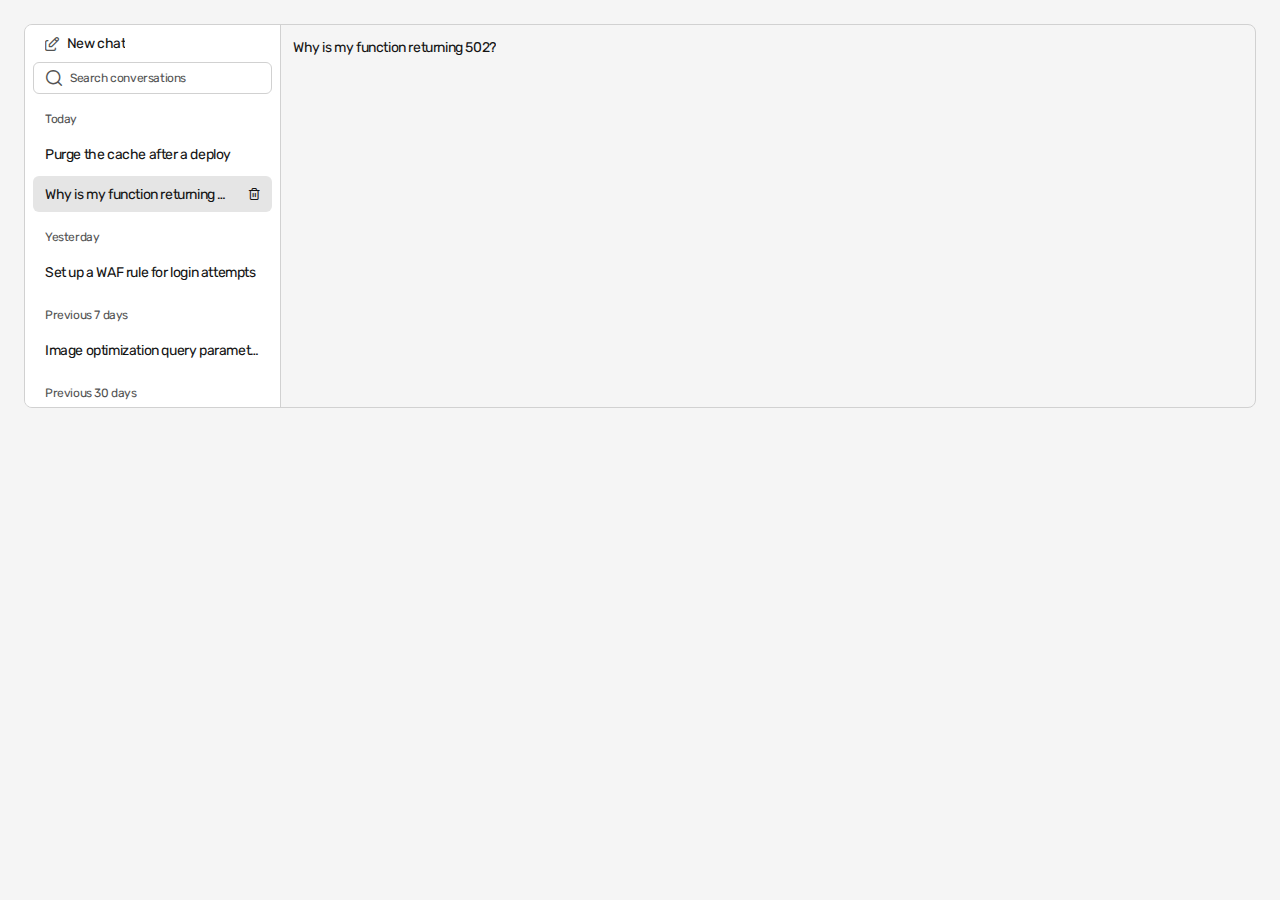 New chat
Search conversations
Today
Purge the cache after a deploy
Why is my function returning ...
Yesterday
Set up a WAF rule for login attempts
Previous 7 days
Image optimization query paramet...
Previous 30 days
Why is my function returning 502?